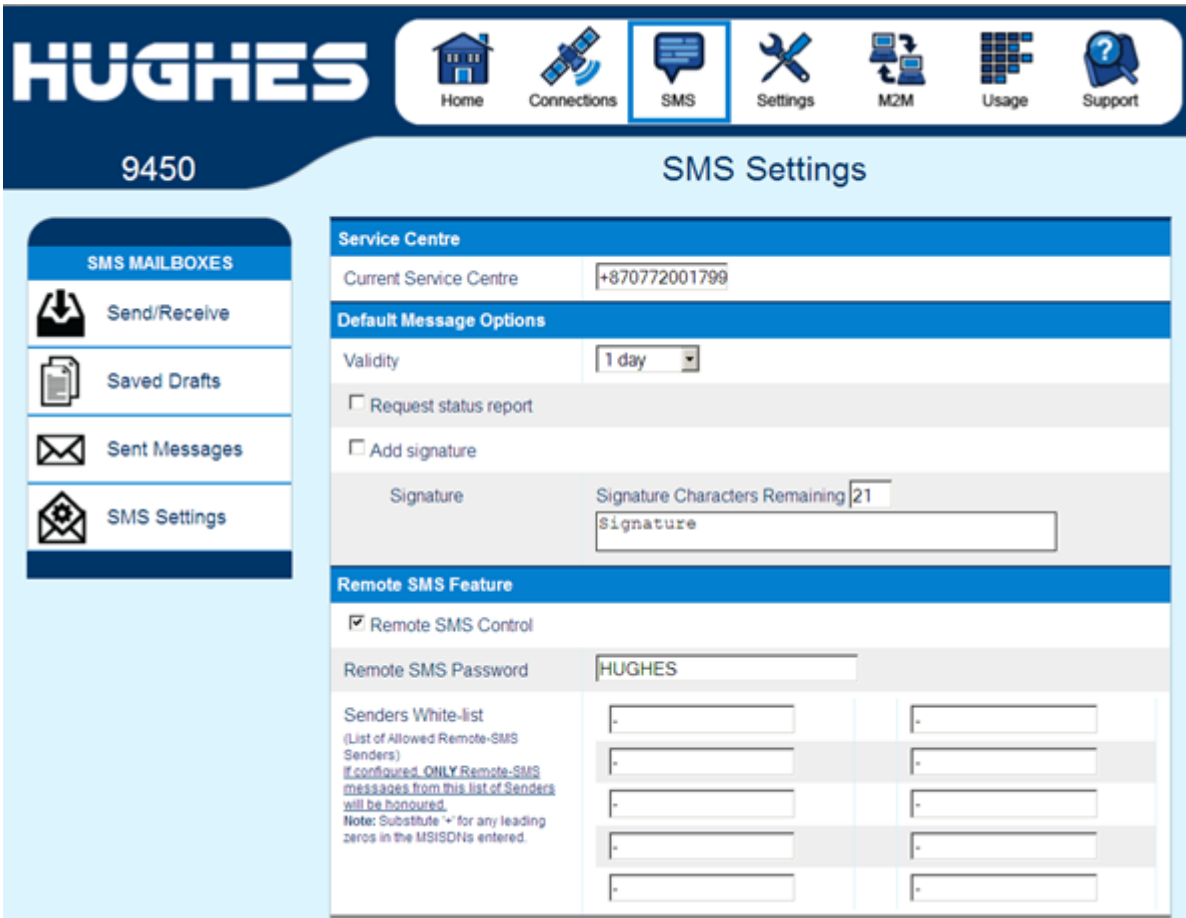 HUGHES
Home
Connections
SMS
Settings
M2M
Usage
Support
9450
SMS Settings
SMS MAILBOXES
Send/Receive
Saved Drafts
Sent Messages
SMS Settings
Service Centre
Current Service Centre
+870772001799
Default Message Options
Validity
1 day
Request status report
Add signature
Signature
Signature Characters Remaining 21
Signature
Remote SMS Feature
Remote SMS Control
Remote SMS Password
HUGHES
Senders White-list
(List of Allowed Remote-SMS
Senders)
If configured, ONLY Remote-SMS
messages from this list of Senders
will be honoured.
Note: Substitute '+' for any leading
zeros in the MSISDNs entered.
- -
- -
- -
- -
- -